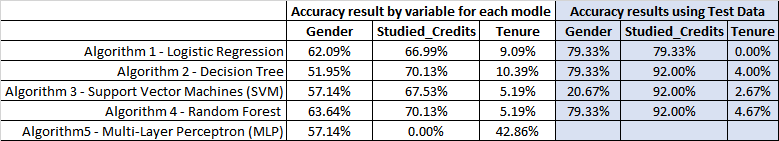 Accuracy result by variable for each modle Accuracy results using Test Data
Gender Studied_Credits Tenure Gender Studied_Credits Tenure
Algorithm 1 - Logistic Regression 62.09% 66.99% 9.09% 79.33% 79.33% 0.00%
Algorithm 2 - Decision Tree 51.95% 70.13% 10.39% 79.33% 92.00% 4.00%
Algorithm 3 - Support Vector Machines (SVM) 57.14% 67.53% 5.19% 20.67% 92.00% 2.67%
Algorithm 4 - Random Forest 63.64% 70.13% 5.19% 79.33% 92.00% 4.67%
Algorithm5 - Multi-Layer Perceptron (MLP) 57.14% 0.00% 42.86%